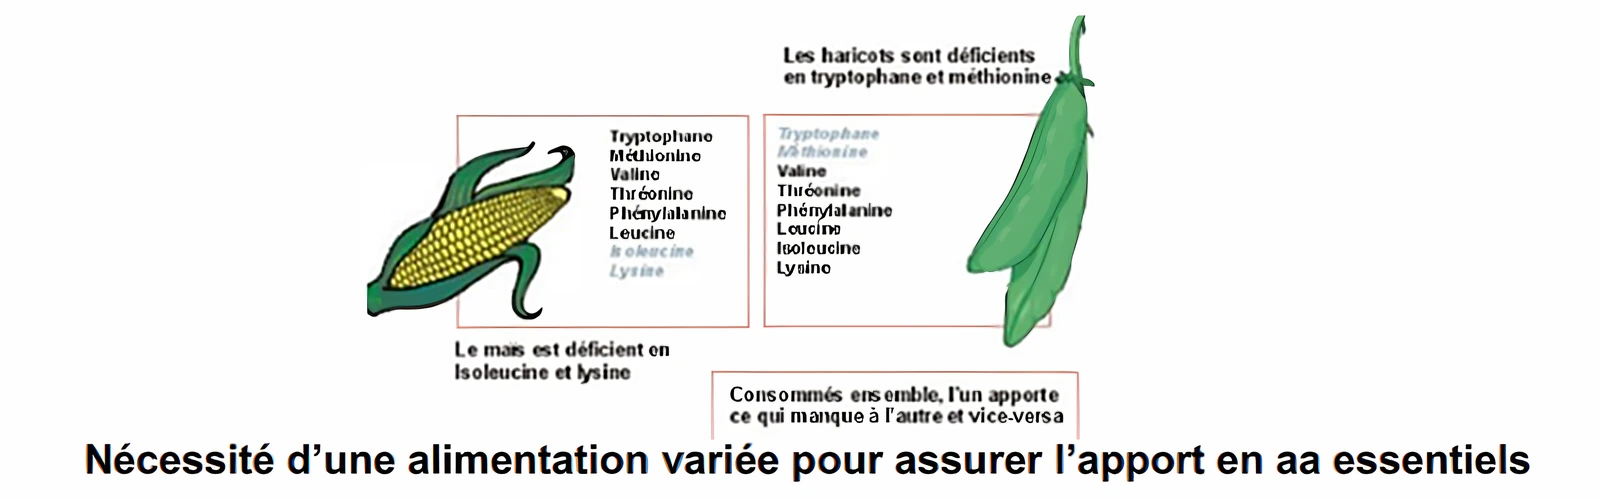 Les haricots sont déficients
en tryptophane et méthionine
Tryptophane
Méthionine
Valine
Thréonine
Phénylalanine
Leucine
Isoleucine
Lysine
Tryptophane
Méthionine
Valine
Thréonine
Phénylalanine
Leucine
Isoleucine
Lysine
Le maïs est déficient en
Isoleucine et lysine
Consommés ensemble, l'un apporte
ce qui manque à l'autre et vice-versa
Nécessité d’une alimentation variée pour assurer l’apport en aa essentiels